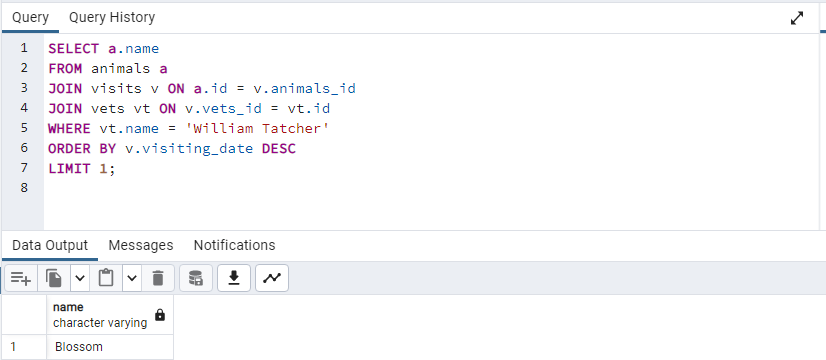 Query Query History
1 SELECT a.name
2 FROM animals a
3 JOIN visits v ON a.id = v.animals_id
4 JOIN vets vt ON v.vets_id = vt.id
5 WHERE vt.name = 'William Tatcher'
6 ORDER BY v.visiting_date DESC
7 LIMIT 1;
8
Data Output Messages Notifications
name
character varying
1 Blossom